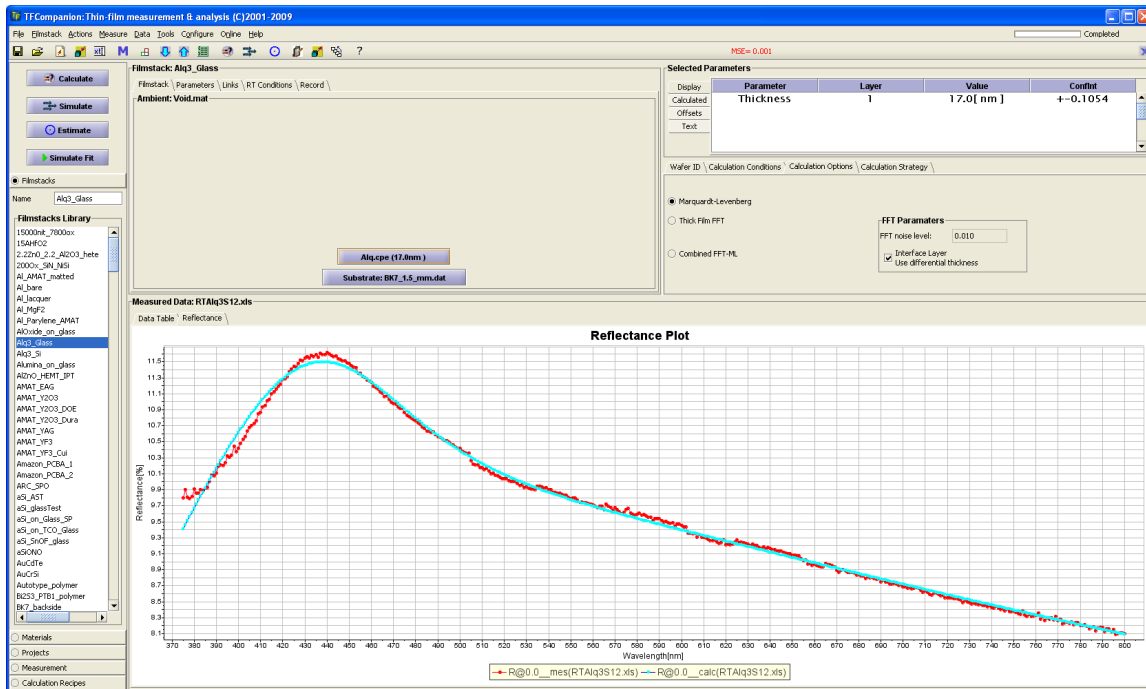 TFCompanion:Thin-film measurement & analysis (C)2001-2009
File Filmstack Actions Measure Data Tools Configure Online Help
Completed
xf() M ?
MSE= 0.001
Calculate
Simulate
Estimate
Simulate Fit
Filmstacks
Name Alq3_Glass
Filmstacks Library
15000nit_7800ox
15AHfO2
2.2Zn0_2.2_Al2O3_hete
200Ox_SiN_NiSi
Al_AMAT_matted
Al_bare
Al_lacquer
Al_MgF2
Al_Parylene_AMAT
AlOxide_on_glass
Alq3_Glass
Alq3_Si
Alumina_on_glass
AlZnO_HEMT_IPT
AMAT_EAG
AMAT_Y2O3
AMAT_Y2O3_DOE
AMAT_Y2O3_Dura
AMAT_YAG
AMAT_YF3
AMAT_YF3_Cui
Amazon_PCBA_1
Amazon_PCBA_2
ARC_SPO
aSi_AST
aSi_glassTest
aSi_on_Glass_SP
aSi_on_TCO_Glass
aSi_SnOF_glass
aSiONO
AuCdTe
AuCrSi
Autotype_polymer
Bi253_PTB1_polymer
BK7_backside
Materials
Projects
Measurement
Calculation Recipes
Filmstack: Alq3_Glass
Filmstack Parameters Links RT Conditions Record
Ambient: Void.mat
Alq.cpe (17.0nm )
Substrate: BK7_1.5_mm.dat
Selected Parameters
Display
Calculated
Offsets
Text
Parameter Layer Value ConfInt
Thickness 1 17.0[ nm ] +-0.1054
Wafer ID Calculation Conditions Calculation Options Calculation Strategy
Marquardt-Levenberg
Thick Film FFT
Combined FFT-ML
FFT Paramaters
FFT noise level: 0.010
Interface Layer
Use differential thickness
Measured Data: RTAlq3S12.xls
Data Table Reflectance
Reflectance Plot
Reflectance[%]
11.5
11.3
11.1
10.9
10.7
10.5
10.3
10.1
9.9
9.7
9.5
9.3
9.1
8.9
8.7
8.5
8.3
8.1
370 380 390 400 410 420 430 440 450 460 470 480 490 500 510 520 530 540 550 560 570 580 590 600 610 620 630 640 650 660 670 680 690 700 710 720 730 740 750 760 770 780 790 800
Wavelength[nm]
R@0.0__mes(RTAlq3S12.xls) R@0.0__calc(RTAlq3S12.xls)